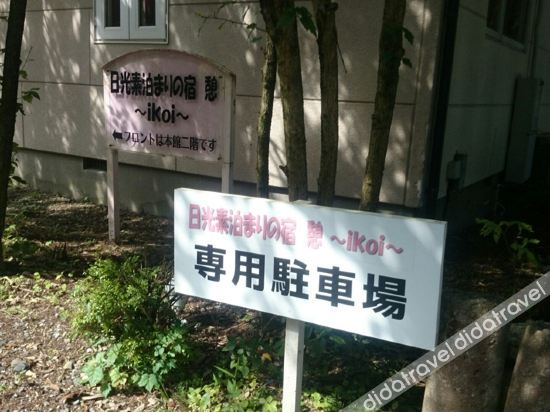 日光素泊まりの宿 憩
～ikoi～
←フロントは本館二階です
日光素泊まりの宿 憩 ～ikoi～
専用駐車場
didatravel didatravel